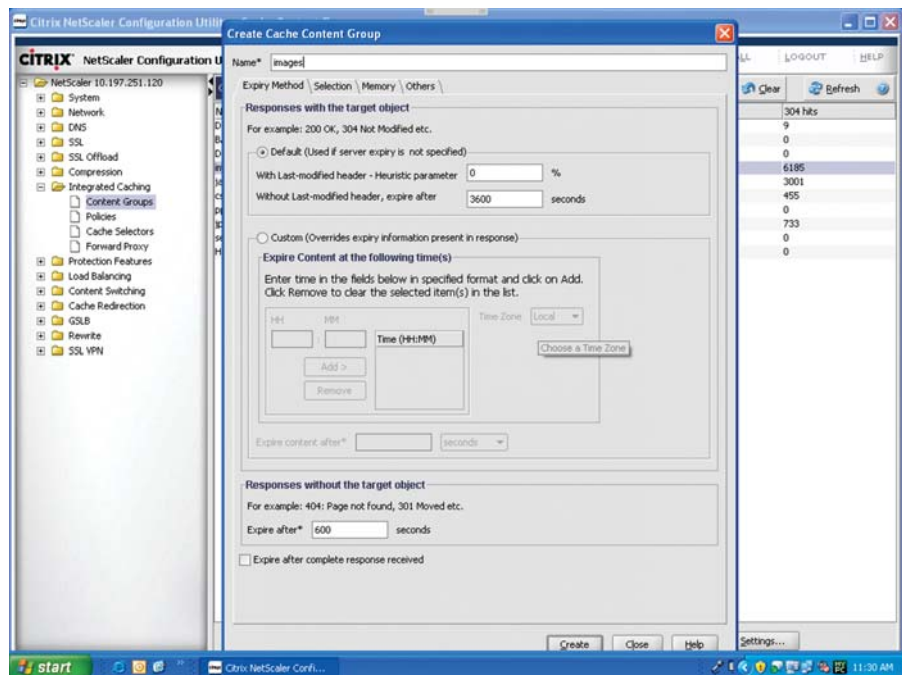 Citrix NetScaler Configuration Utili
Create Cache Content Group
CITRIX NetScaler Configuration U
LOGOUT
HELP
NetScaler 10.197.251.120
System
Network
DNS
SSL
SSL Offload
Compression
Integrated Caching
Content Groups
Policies
Cache Selectors
Forward Proxy
Protection Features
Load Balancing
Content Switching
Cache Redirection
GSLB
Rewrite
SSL VPN
Name* images
Expiry Method Selection Memory Others
Responses with the target object
For example: 200 OK, 304 Not Modified etc.
Default (Used if server expiry is not specified)
With Last-modified header - Heuristic parameter 0 %
Without Last-modified header, expire after 3600 seconds
Custom (Overrides expiry information present in response)
Expire Content at the following time(s)
Enter time in the fields below in specified format and click on Add.
Click Remove to clear the selected item(s) in the list.
HH MM Time Zone Local
: Time (HH:MM)
Choose a Time Zone
Add >
Remove
Expire content after* seconds
Responses without the target object
For example: 404: Page not found, 301 Moved etc.
Expire after* 600 seconds
Expire after complete response received
Create Close Help
Clear Refresh
304 hits
9
0
0
6185
3001
455
0
733
0
0
Settings...
start Citrix NetScaler Confi... 11:30 AM